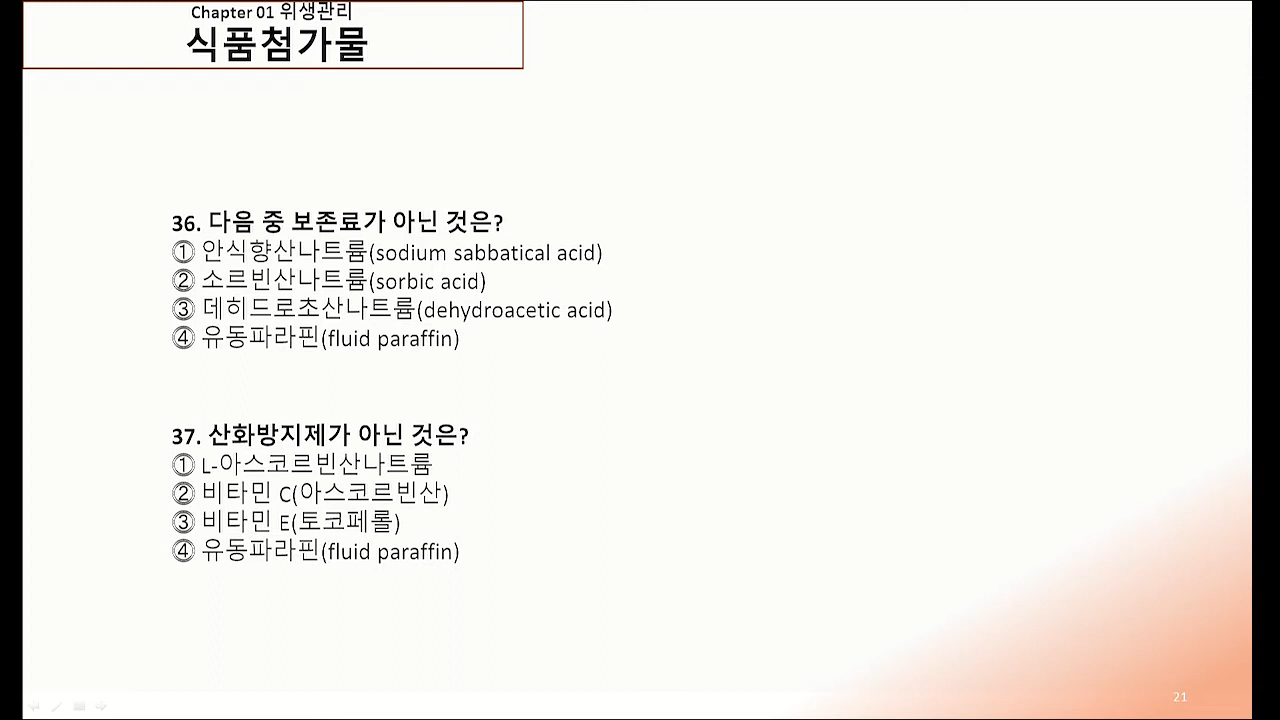 Chapter 01 위생관리
식품첨가물
36. 다음 중 보존료가 아닌 것은?
① 안식향산나트륨(sodium sabbatical acid)
② 소르빈산나트륨(sorbic acid)
③ 데히드로초산나트륨(dehydroacetic acid)
④ 유동파라핀(fluid paraffin)
37. 산화방지제가 아닌 것은?
① L-아스코르빈산나트륨
② 비타민 C(아스코르빈산)
③ 비타민 E(토코페롤)
④ 유동파라핀(fluid paraffin)
21